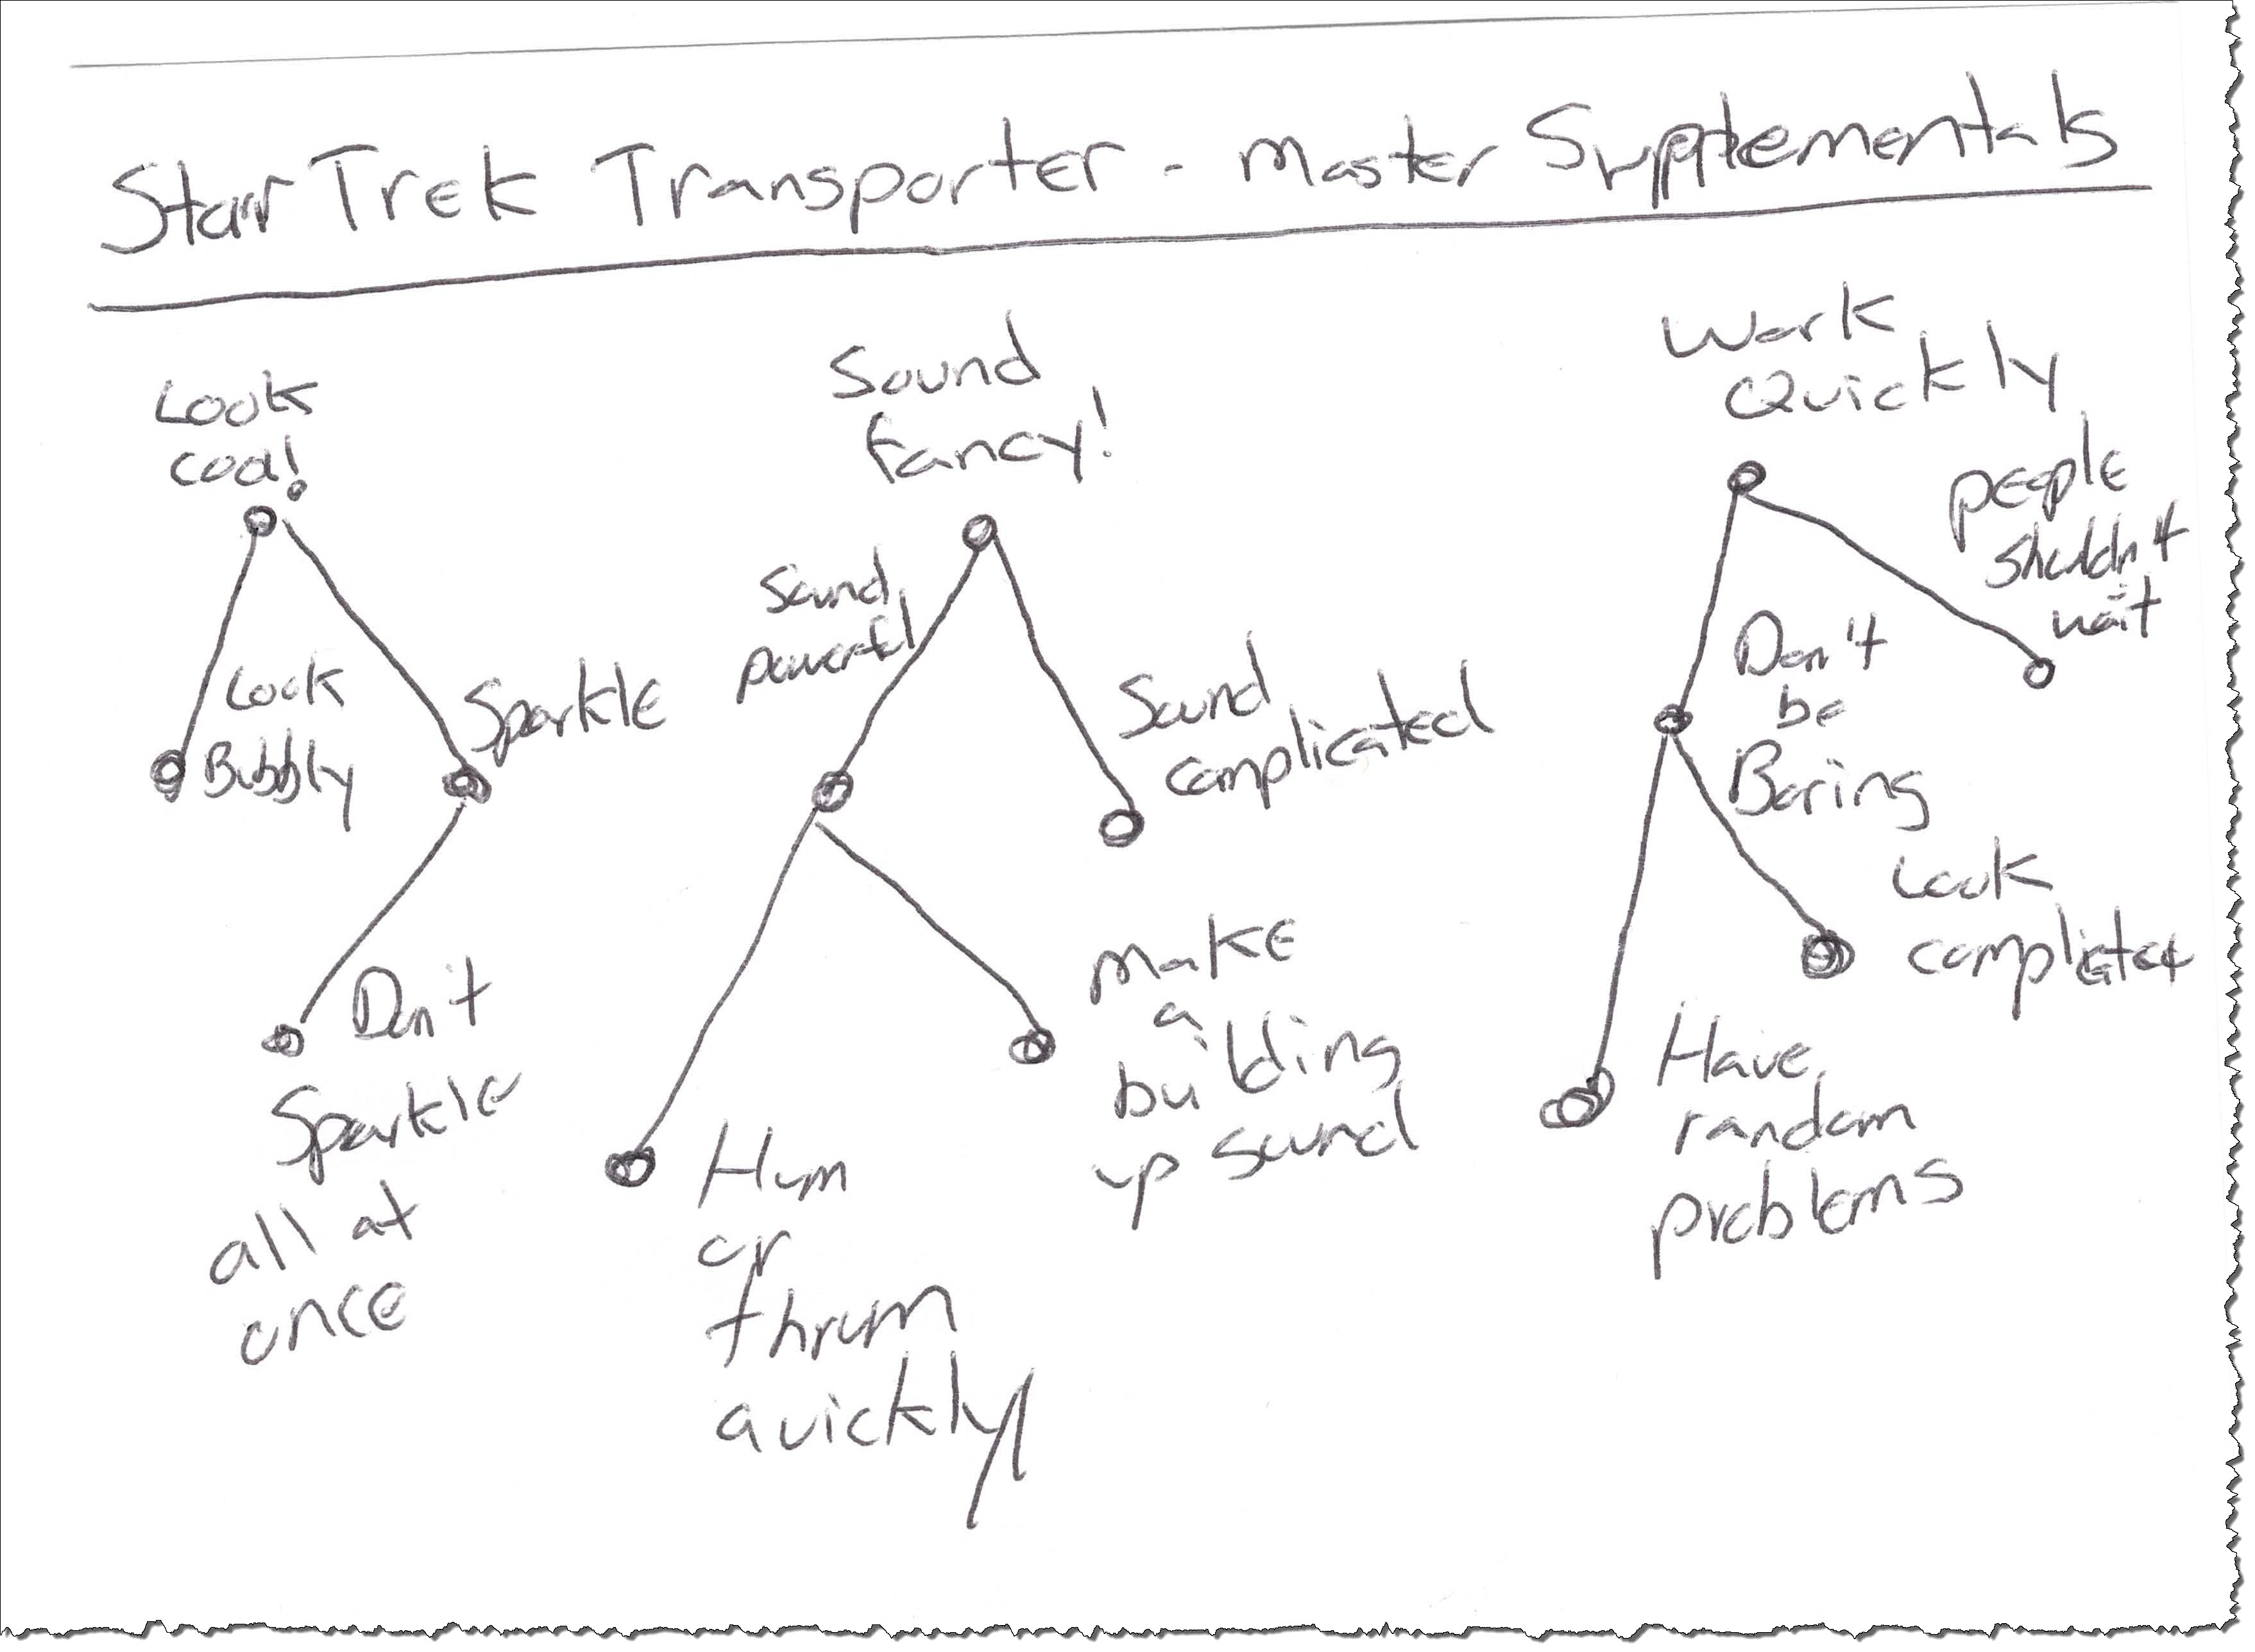 Star Trek Transporter - Master Supplementals
Look
cool!
Look
Bubbly
Sparkle
Don't
Sparkle
all at
once
Sound
fancy!
Sound
powerful
Sound
complicated
Hum
or
thrum
quickly
Make
a
building
up sound
Work
Quickly
people
shouldn't
wait
Don't
be
Boring
Look
Have
random
problems